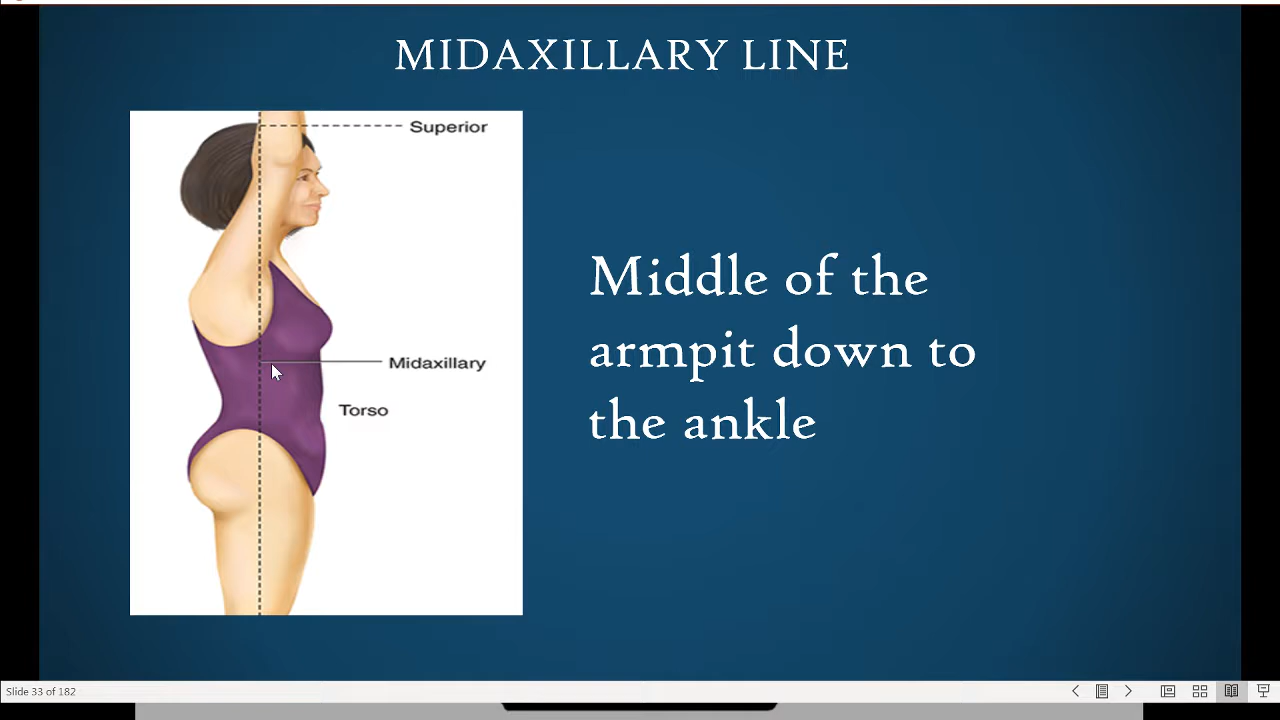 MIDAXILLARY LINE
Superior
Midaxillary
Torso
Middle of the
armpit down to
the ankle
Slide 33 of 182